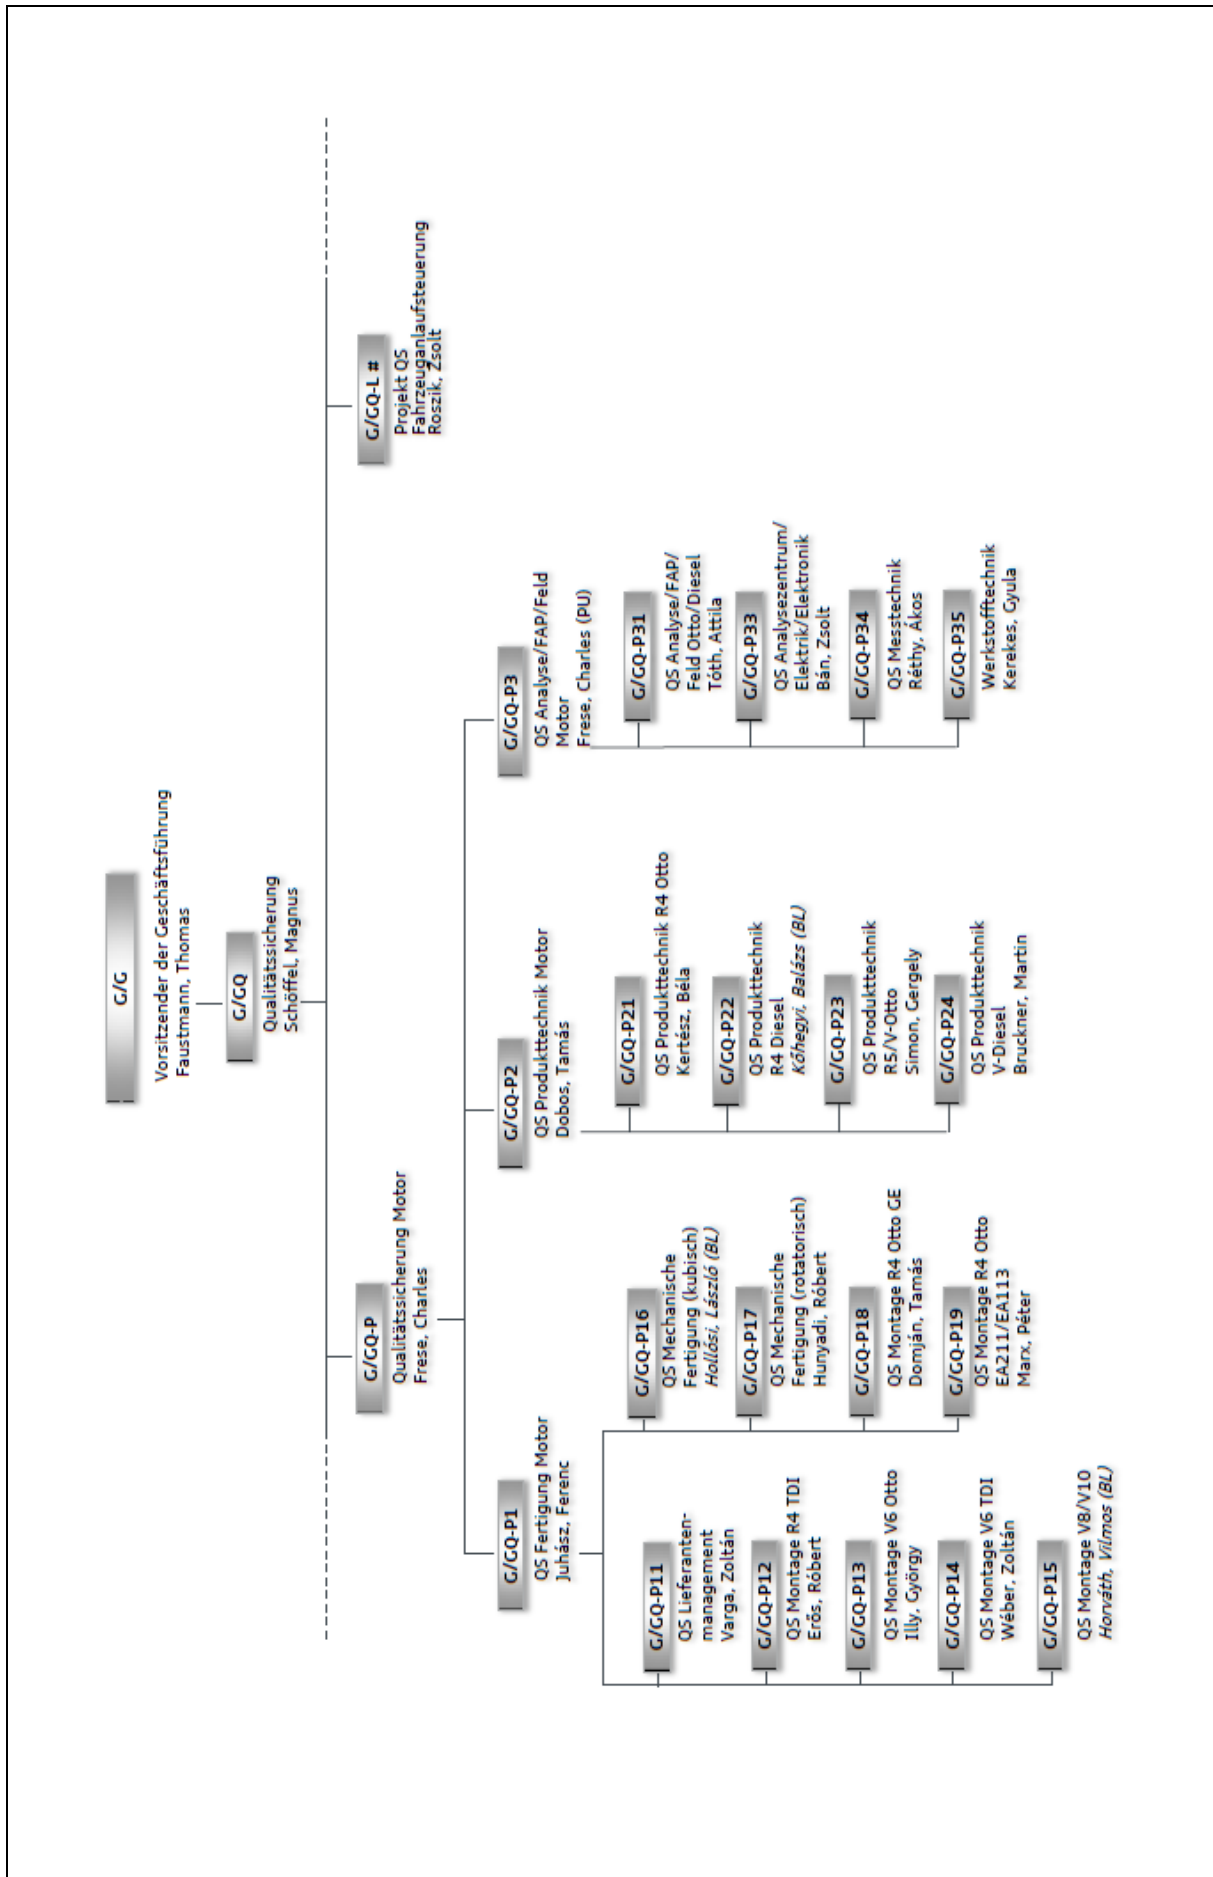 G/G
Vorsitzender der Geschäftsführung
Faustmann, Thomas
G/GQ
Qualitätssicherung
Schöffel, Magnus
G/GQ-P
Qualitätssicherung Motor
Frese, Charles
G/GQ-L #
Projekt QS
Fahrzeuganlaufsteuerung
Roszik, Zsolt
G/GQ-P1
QS Fertigung Motor
Juhász, Ferenc
G/GQ-P11
QS Lieferanten-
management
Varga, Zoltán
G/GQ-P12
QS Montage R4 TDI
Erős, Róbert
G/GQ-P13
QS Montage V6 Otto
Illy, György
G/GQ-P14
QS Montage V6 TDI
Wéber, Zoltán
G/GQ-P15
QS Montage V8/V10
Horváth, Vilmos (BL)
G/GQ-P16
QS Mechanische
Fertigung (kubisch)
Hollósi, László (BL)
G/GQ-P17
QS Mechanische
Fertigung (rotatorisch)
Hunyadi, Róbert
G/GQ-P18
QS Montage R4 Otto GE
Domján, Tamás
G/GQ-P19
QS Montage R4 Otto
EA211/EA113
Marx, Péter
G/GQ-P2
QS Produkttechnik Motor
Dobos, Tamás
G/GQ-P21
QS Produkttechnik R4 Otto
Kertész, Béla
G/GQ-P22
QS Produkttechnik
R4 Diesel
Kőhegyi, Balázs (BL)
G/GQ-P23
QS Produkttechnik
R5/V-Otto
Simon, Gergely
G/GQ-P24
QS Produkttechnik
V-Diesel
Bruckner, Martin
G/GQ-P3
QS Analyse/FAP/Feld
Motor
Frese, Charles (PU)
G/GQ-P31
QS Analyse/FAP/
Feld Otto/Diesel
Tóth, Attila
G/GQ-P33
QS Analysezentrum/
Elektrik/Elektronik
Bán, Zsolt
G/GQ-P34
QS Messtechnik
Réthy, Ákos
G/GQ-P35
Werkstofftechnik
Kerekes, Gyula